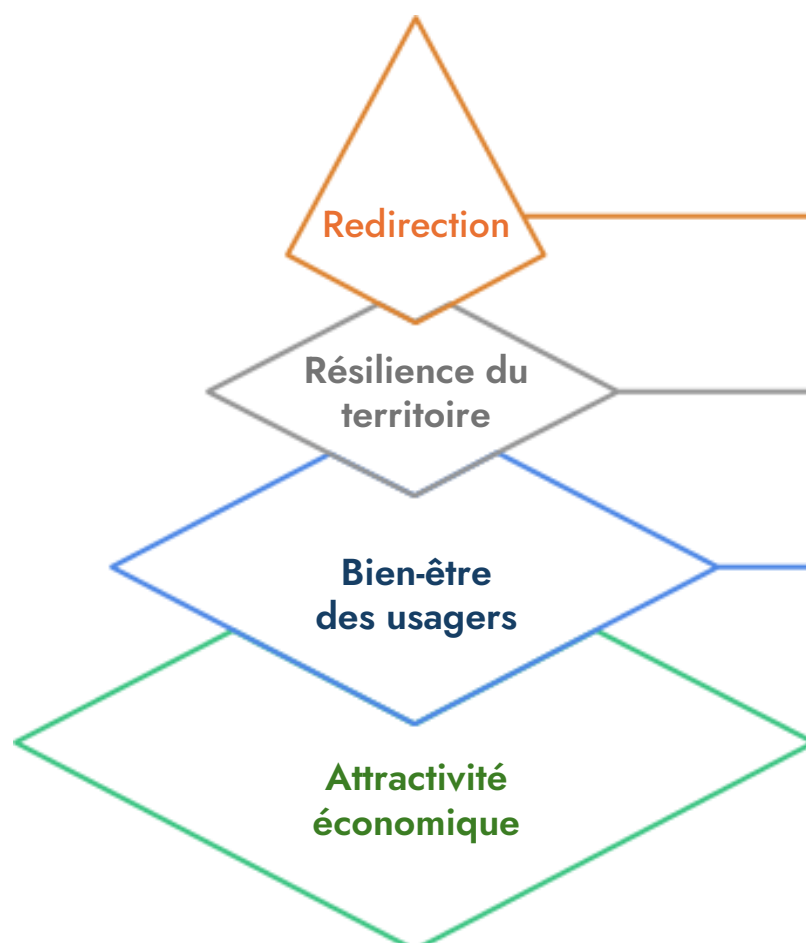 Redirection
Résilience du
territoire
Bien-être
des usagers
Attractivité
économique